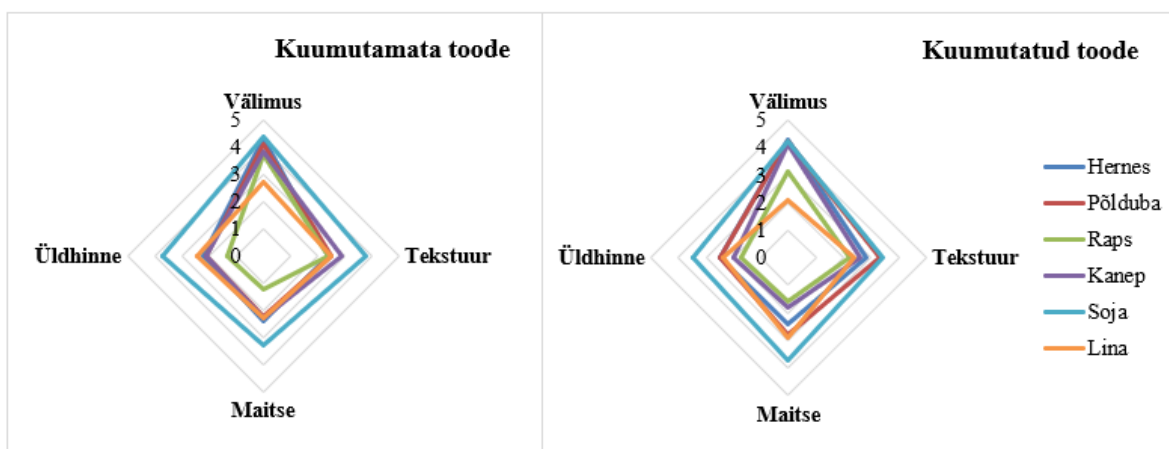 Kuumutamata toode
Välimus
5
4
3
2
1
0
Üldhinne
Tekstuur
Maitse
Kuumutatud toode
Välimus
5
4
3
2
1
0
Üldhinne
Tekstuur
Maitse
Hernes
Põlduba
Raps
Kanep
Soja
Lina